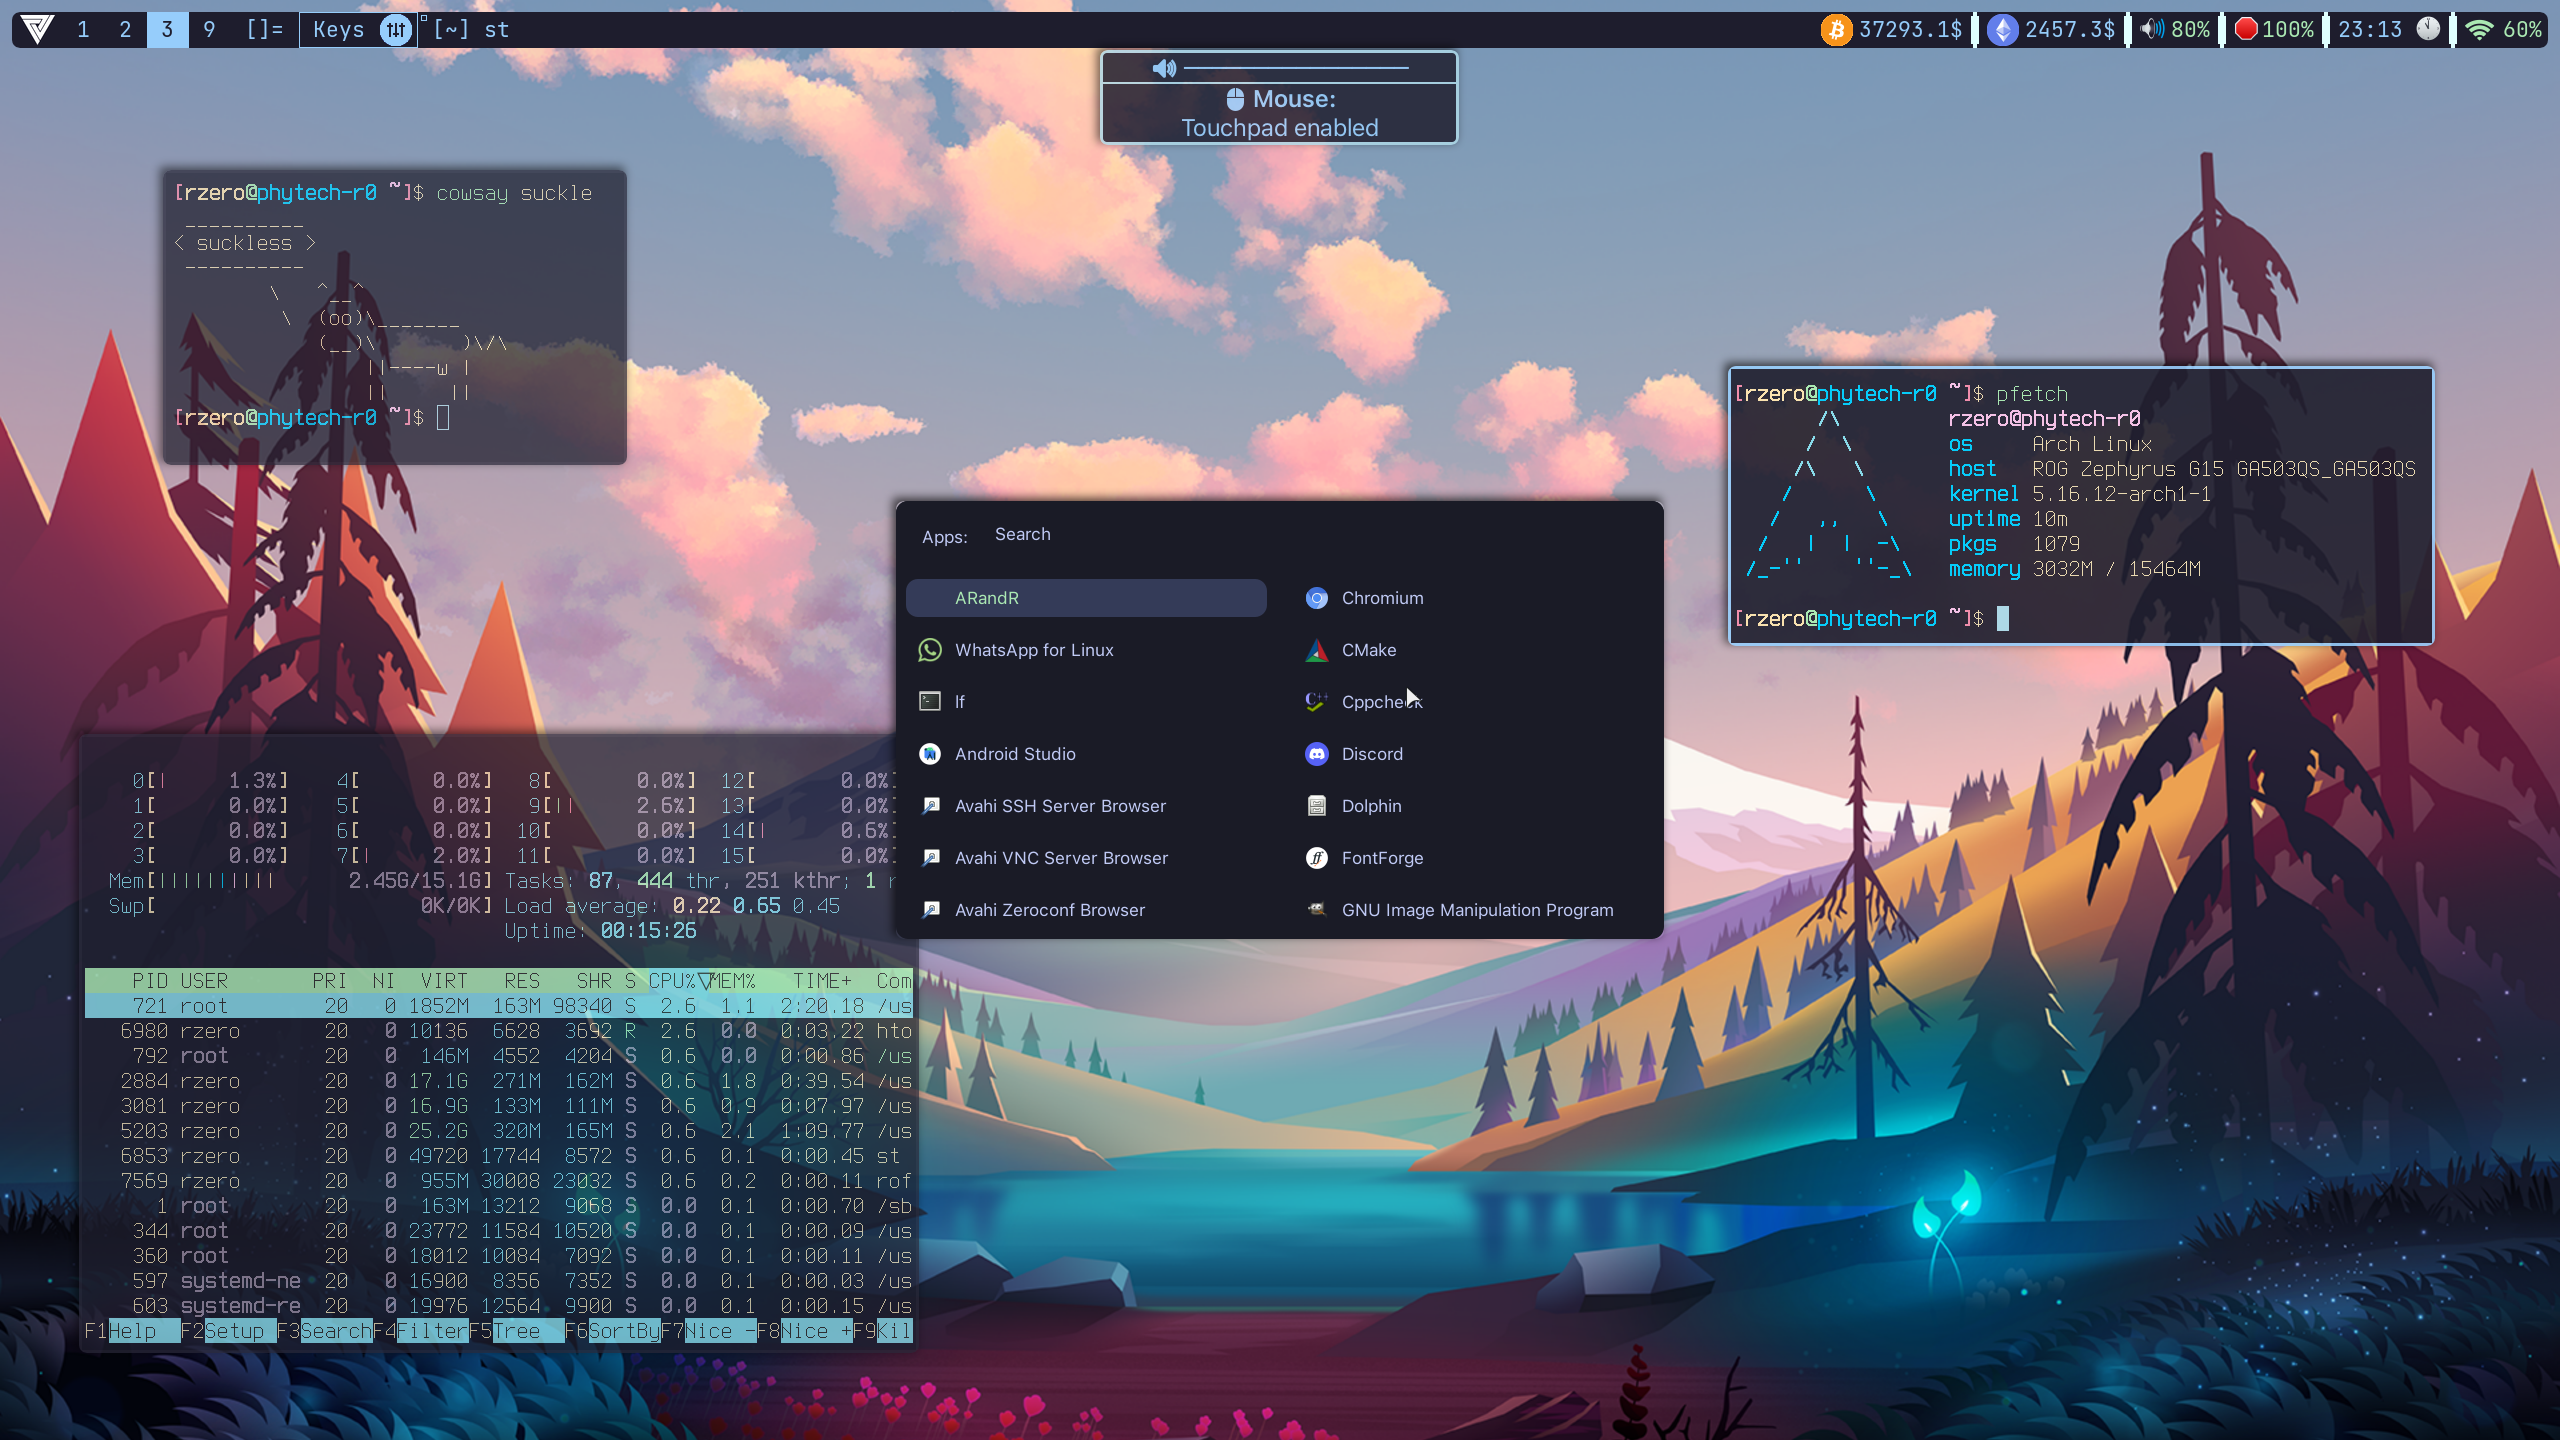 1 2 3 9 []= Keys [~] st 37293.1$ 2457.3$ 80% 100% 23:13 60%
Mouse:
Touchpad enabled
[rzero@phytech-r0 ~]$ cowsay suckle
__________
< suckless >
----------
\   ^__^
\  (oo)\_______
(__)\       )\/\
||----w |
||     ||
[rzero@phytech-r0 ~]$
[rzero@phytech-r0 ~]$ pfetch
rzero@phytech-r0
os Arch Linux
host ROG Zephyrus G15 GA503QS_GA503QS
kernel 5.16.12-arch1-1
uptime 10m
pkgs 1079
memory 3032M / 15464M
[rzero@phytech-r0 ~]$
Apps: Search
ARandR
WhatsApp for Linux
lf
Android Studio
Avahi SSH Server Browser
Avahi VNC Server Browser
Avahi Zeroconf Browser
Chromium
CMake
Cppcheck
Discord
Dolphin
FontForge
GNU Image Manipulation Program
0[| 1.3%] 4[ 0.0%] 8[ 0.0%] 12[ 0.0%]
1[ 0.0%] 5[ 0.0%] 9[|| 2.6%] 13[ 0.0%]
2[ 0.0%] 6[ 0.0%] 10[ 0.0%] 14[| 0.6%]
3[ 0.0%] 7[| 2.0%] 11[ 0.0%] 15[ 0.0%]
Mem[|||||||||| 2.45G/15.1G] Tasks: 87, 444 thr, 251 kthr; 1 r
Swp[ 0K/0K] Load average: 0.22 0.65 0.45
Uptime: 00:15:26
PID USER PRI NI VIRT RES SHR S CPU%▽MEM% TIME+ Com
721 root 20 0 1852M 163M 98340 S 2.6 1.1 2:20.18 /us
6980 rzero 20 0 10136 6628 3692 R 2.6 0.0 0:03.22 hto
792 root 20 0 146M 4552 4204 S 0.6 0.0 0:00.86 /us
2884 rzero 20 0 17.1G 271M 162M S 0.6 1.8 0:39.54 /us
3081 rzero 20 0 16.9G 133M 111M S 0.6 0.9 0:07.97 /us
5203 rzero 20 0 25.2G 320M 165M S 0.6 2.1 1:09.77 /us
6853 rzero 20 0 49720 17744 8572 S 0.6 0.1 0:00.45 st
7569 rzero 20 0 955M 30008 23032 S 0.6 0.2 0:00.11 rof
1 root 20 0 163M 13212 9068 S 0.0 0.1 0:00.70 /sb
344 root 20 0 23772 11584 10520 S 0.0 0.1 0:00.09 /us
360 root 20 0 18012 10084 7092 S 0.0 0.1 0:00.11 /us
597 systemd-ne 20 0 16900 8356 7352 S 0.0 0.1 0:00.03 /us
603 systemd-re 20 0 19976 12564 9900 S 0.0 0.1 0:00.15 /us
F1Help F2Setup F3SearchF4FilterF5Tree F6SortByF7Nice -F8Nice +F9Kil